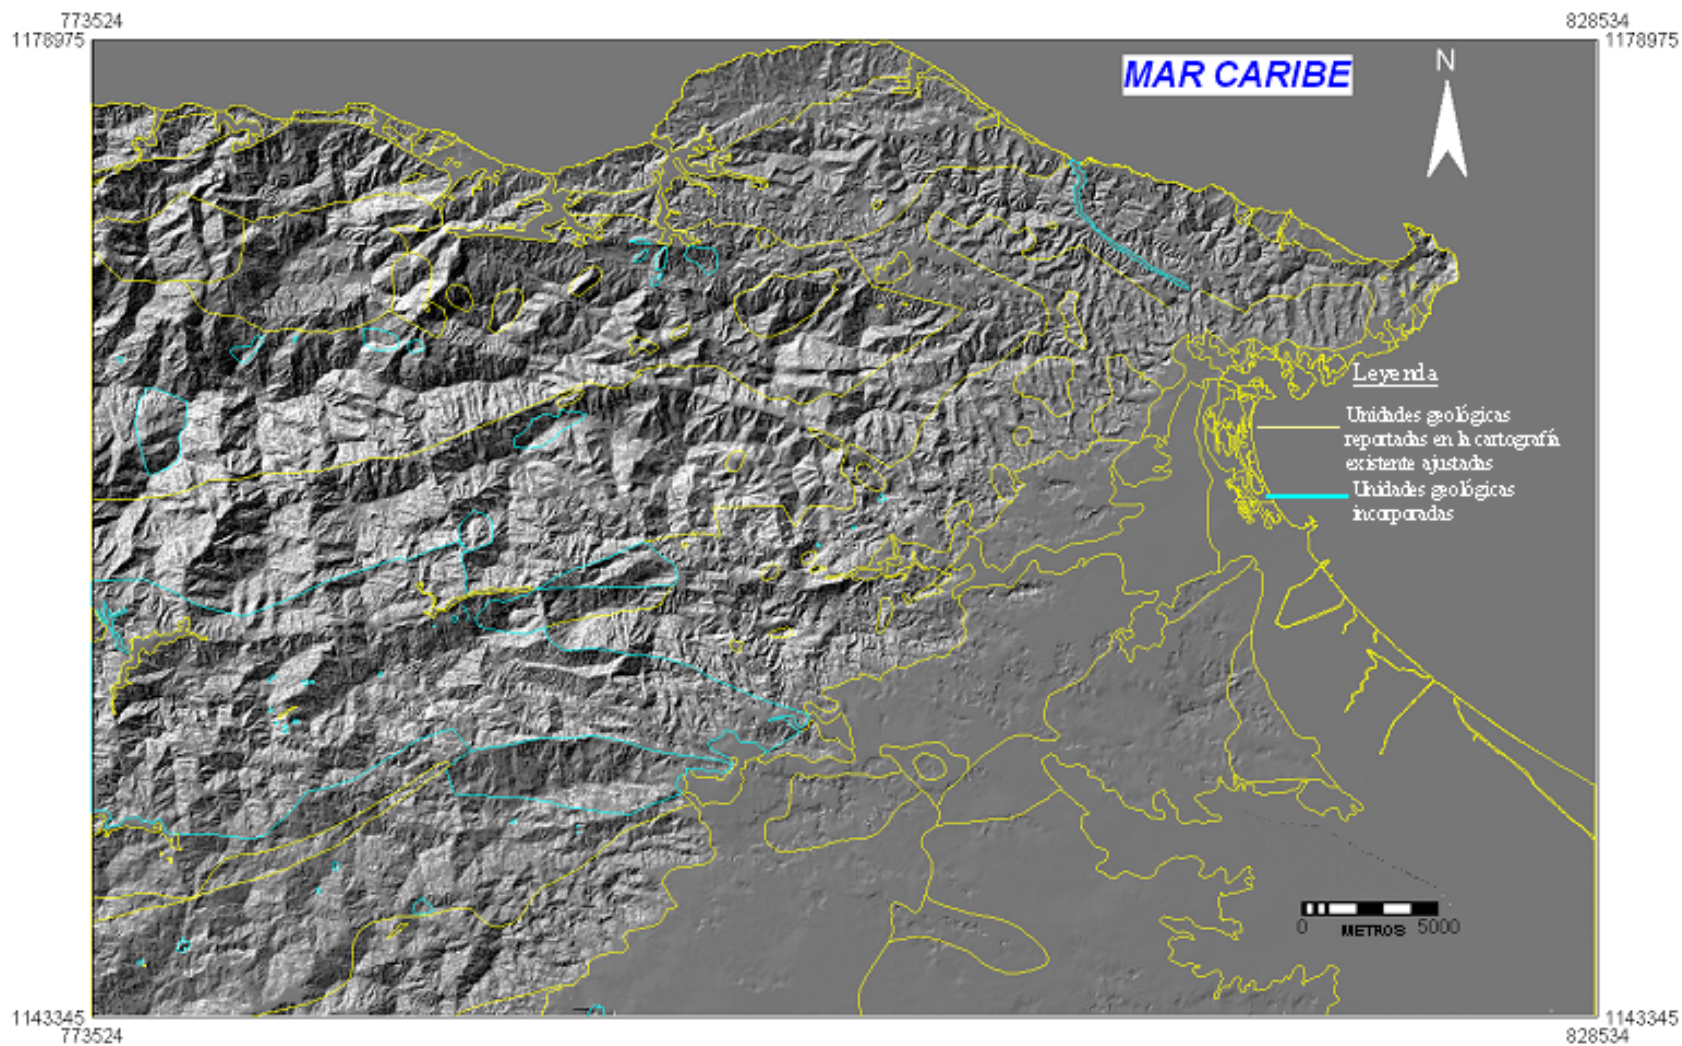 773524
828534
1178975
1178975
MAR CARIBE
N
Leyenda
Unidades geológicas
reportadas en la cartografía
existente ajustadas
Unidades geológicas
incorporadas
0 METROS 5000
1143345
1143345
773524
828534